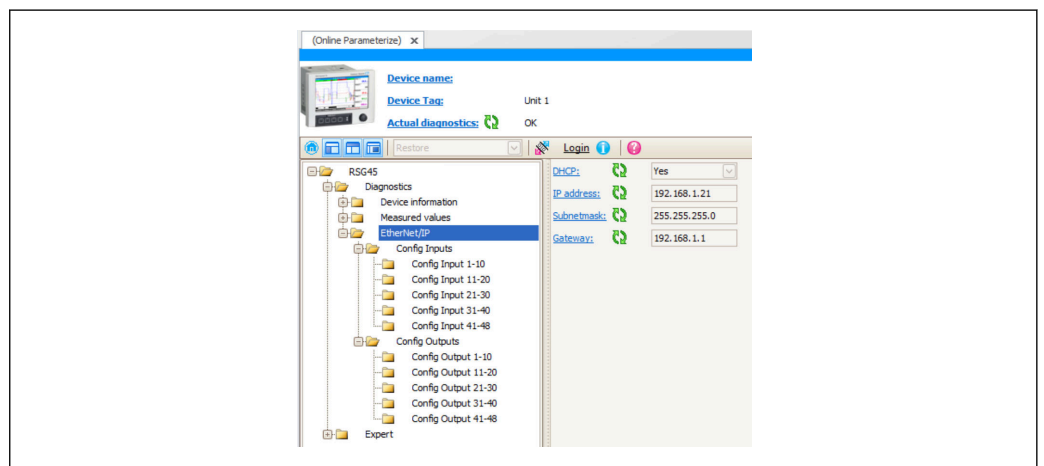 (Online Parameterize) X
Device name:
Device Tag: Unit 1
Actual diagnostics: OK
Restore Login
RSG45
Diagnostics
Device information
Measured values
EtherNet/IP
Config Inputs
Config Input 1-10
Config Input 11-20
Config Input 21-30
Config Input 31-40
Config Input 41-48
Config Outputs
Config Output 1-10
Config Output 11-20
Config Output 21-30
Config Output 31-40
Config Output 41-48
Expert
DHCP: Yes
IP address: 192.168.1.21
Subnetmask: 255.255.255.0
Gateway: 192.168.1.1